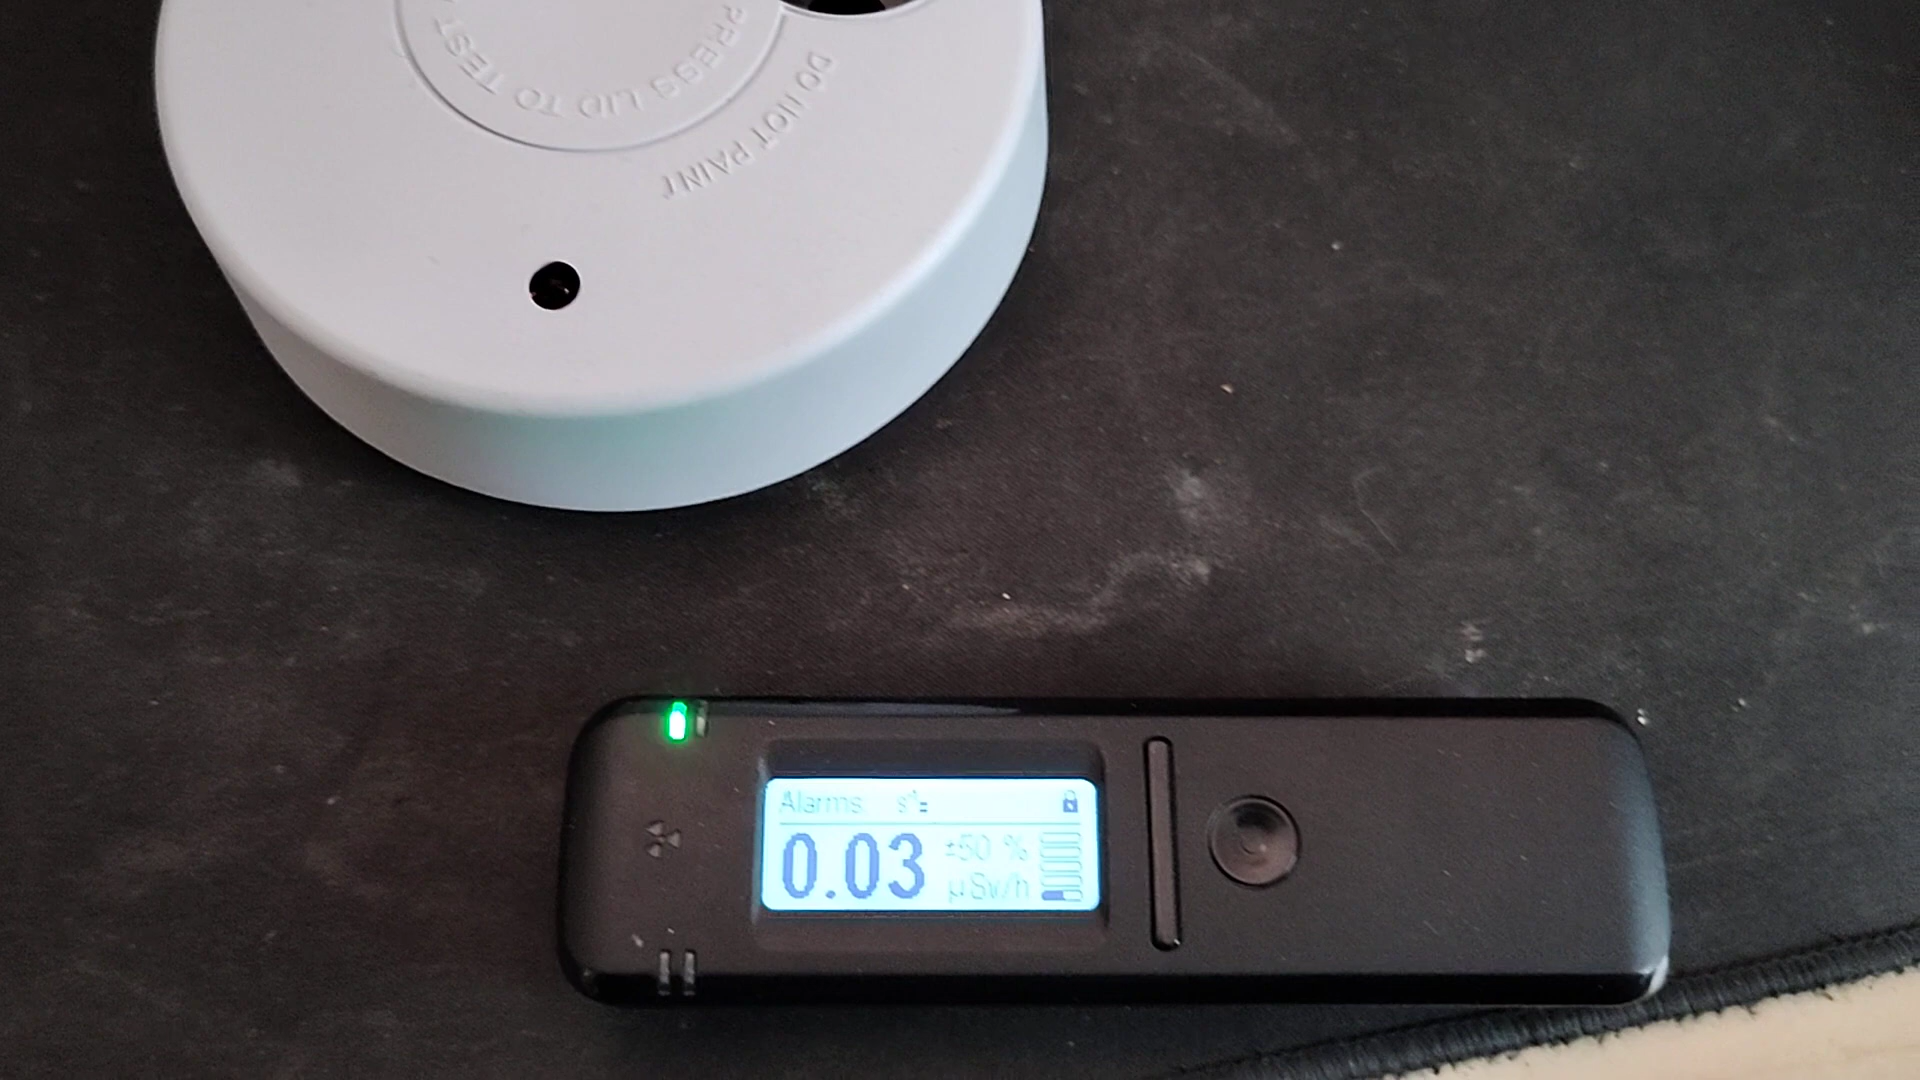 PRESS LID TO TEST
DO NOT PAINT
Alarms:
0.03 ±50 %
µSv/h